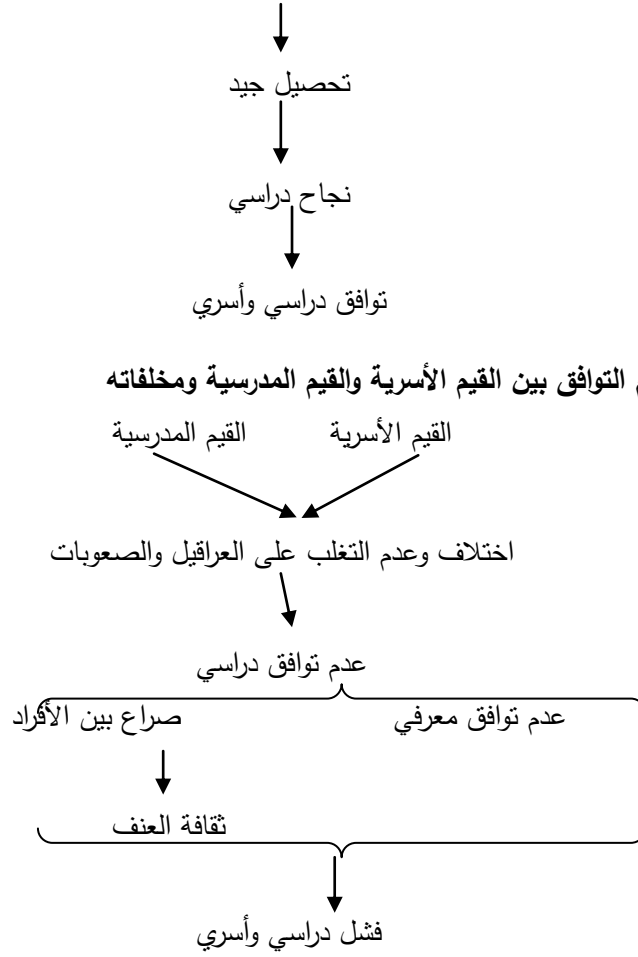 تحصيل جيد
نجاح دراسي
توافق دراسي وأسري
التوافق بين القيم الأسرية والقيم المدرسية ومخلفاته
القيم الأسرية القيم المدرسية
اختلاف وعدم التغلب على العراقيل والصعوبات
عدم توافق دراسي
عدم توافق معرفي صراع بين الأفراد
ثقافة العنف
فشل دراسي وأسري